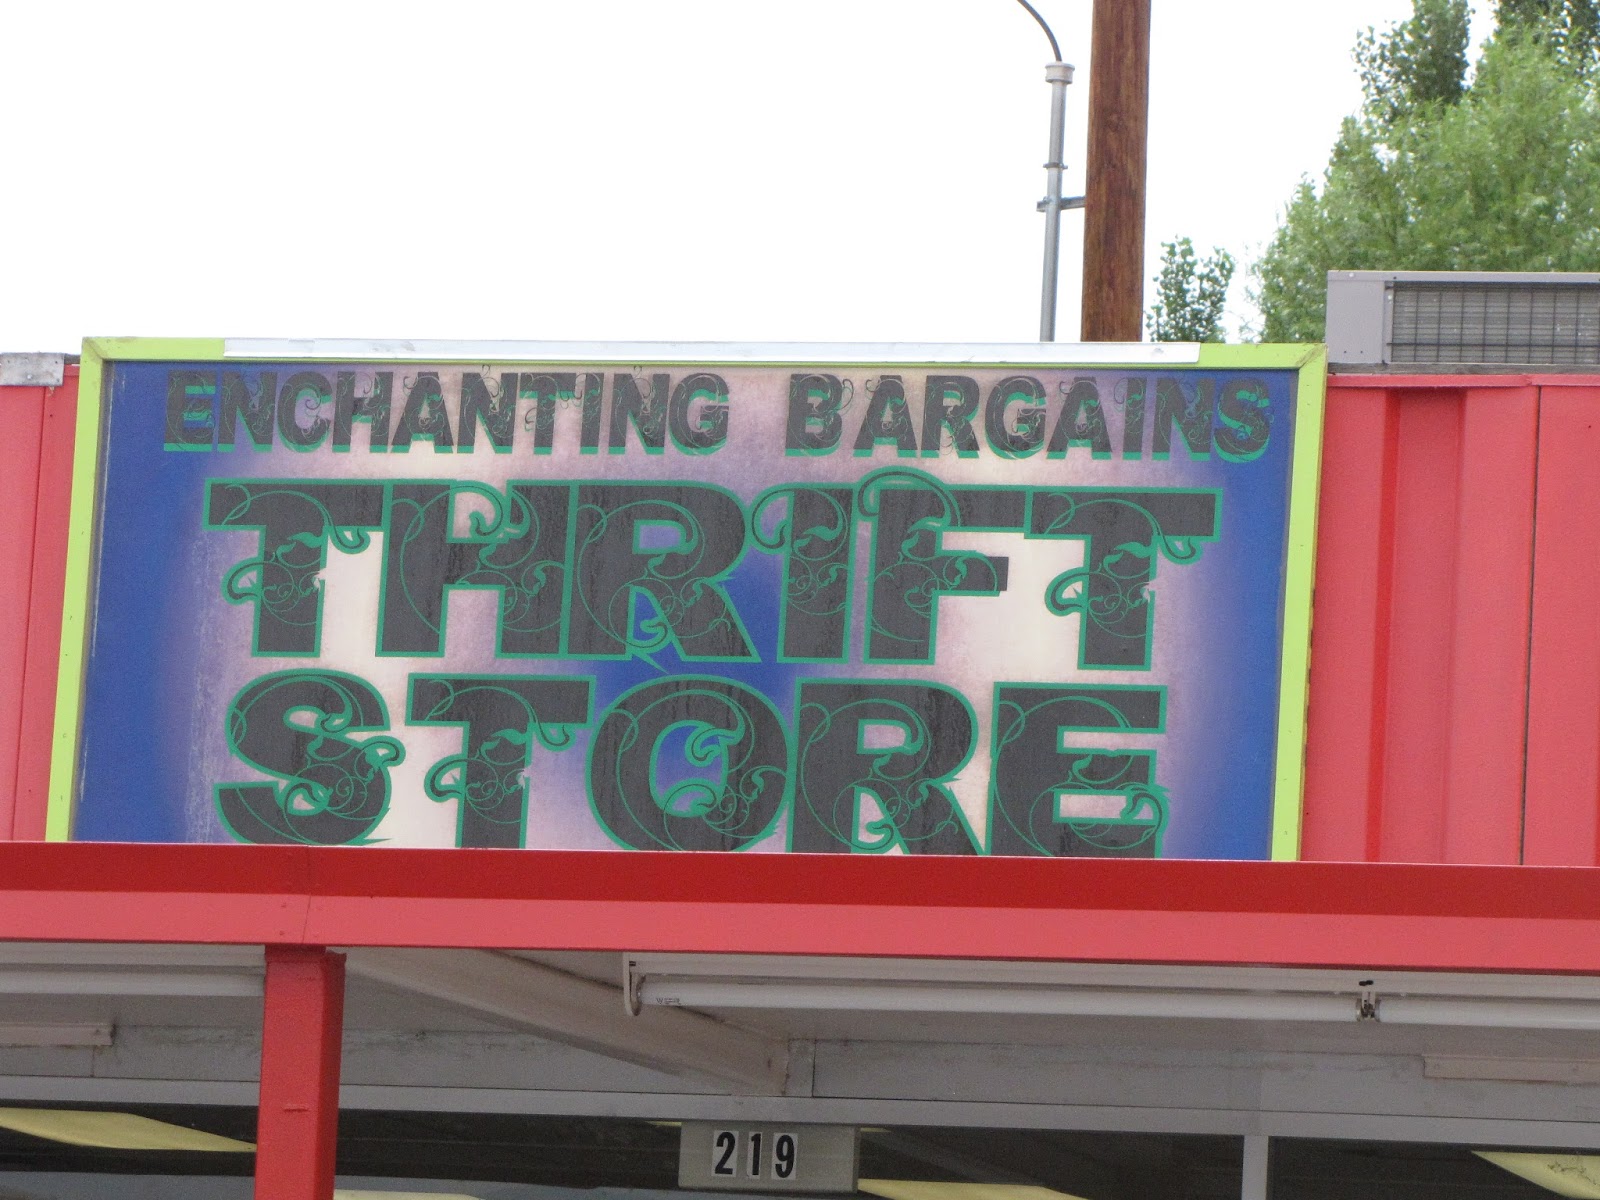 ENCHANTING BARGAINS
THRIFT
STORE
219